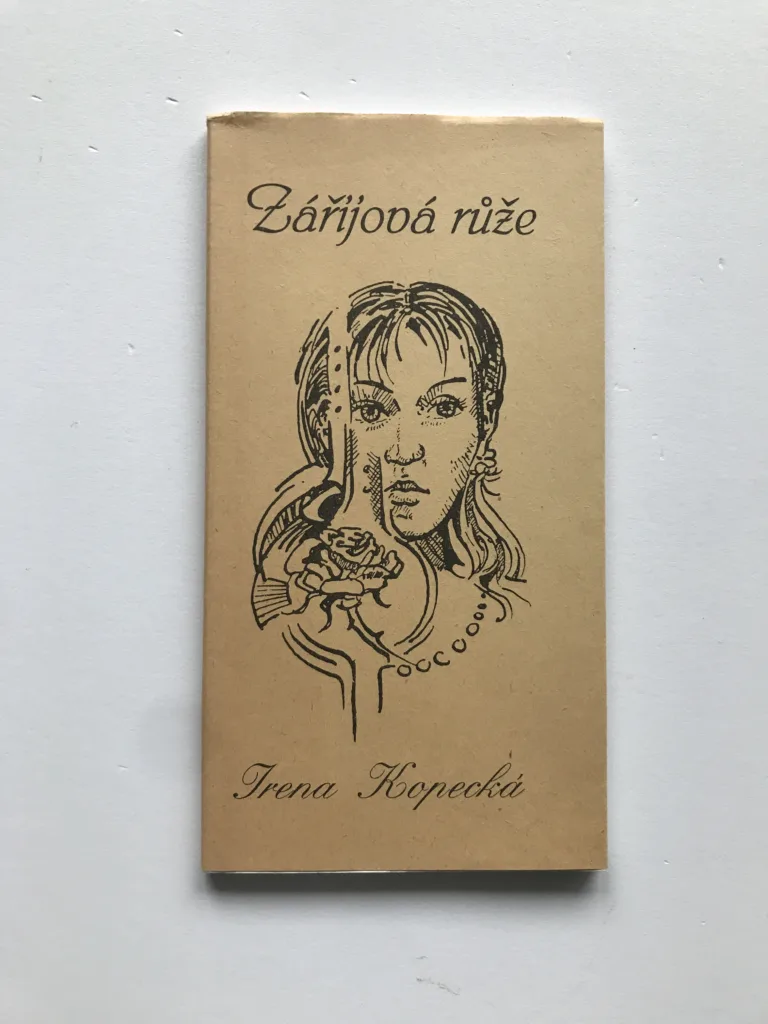 Zářijová růže
Irena Kopecká